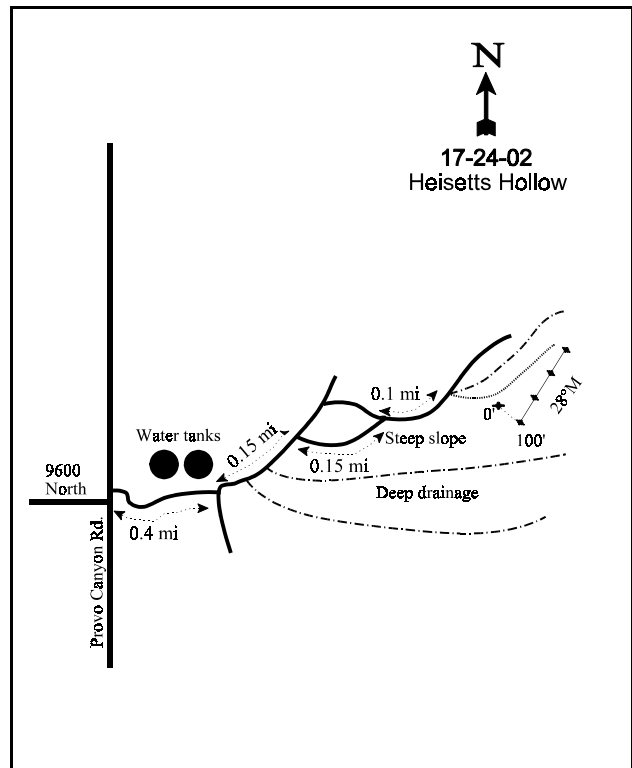 N
17-24-02
Heisetts Hollow
0.1 mi
28°M
0'
Water tanks
0.15 mi
Steep slope
100'
0.15 mi
9600
North
Deep drainage
0.4 mi
Provo Canyon Rd.